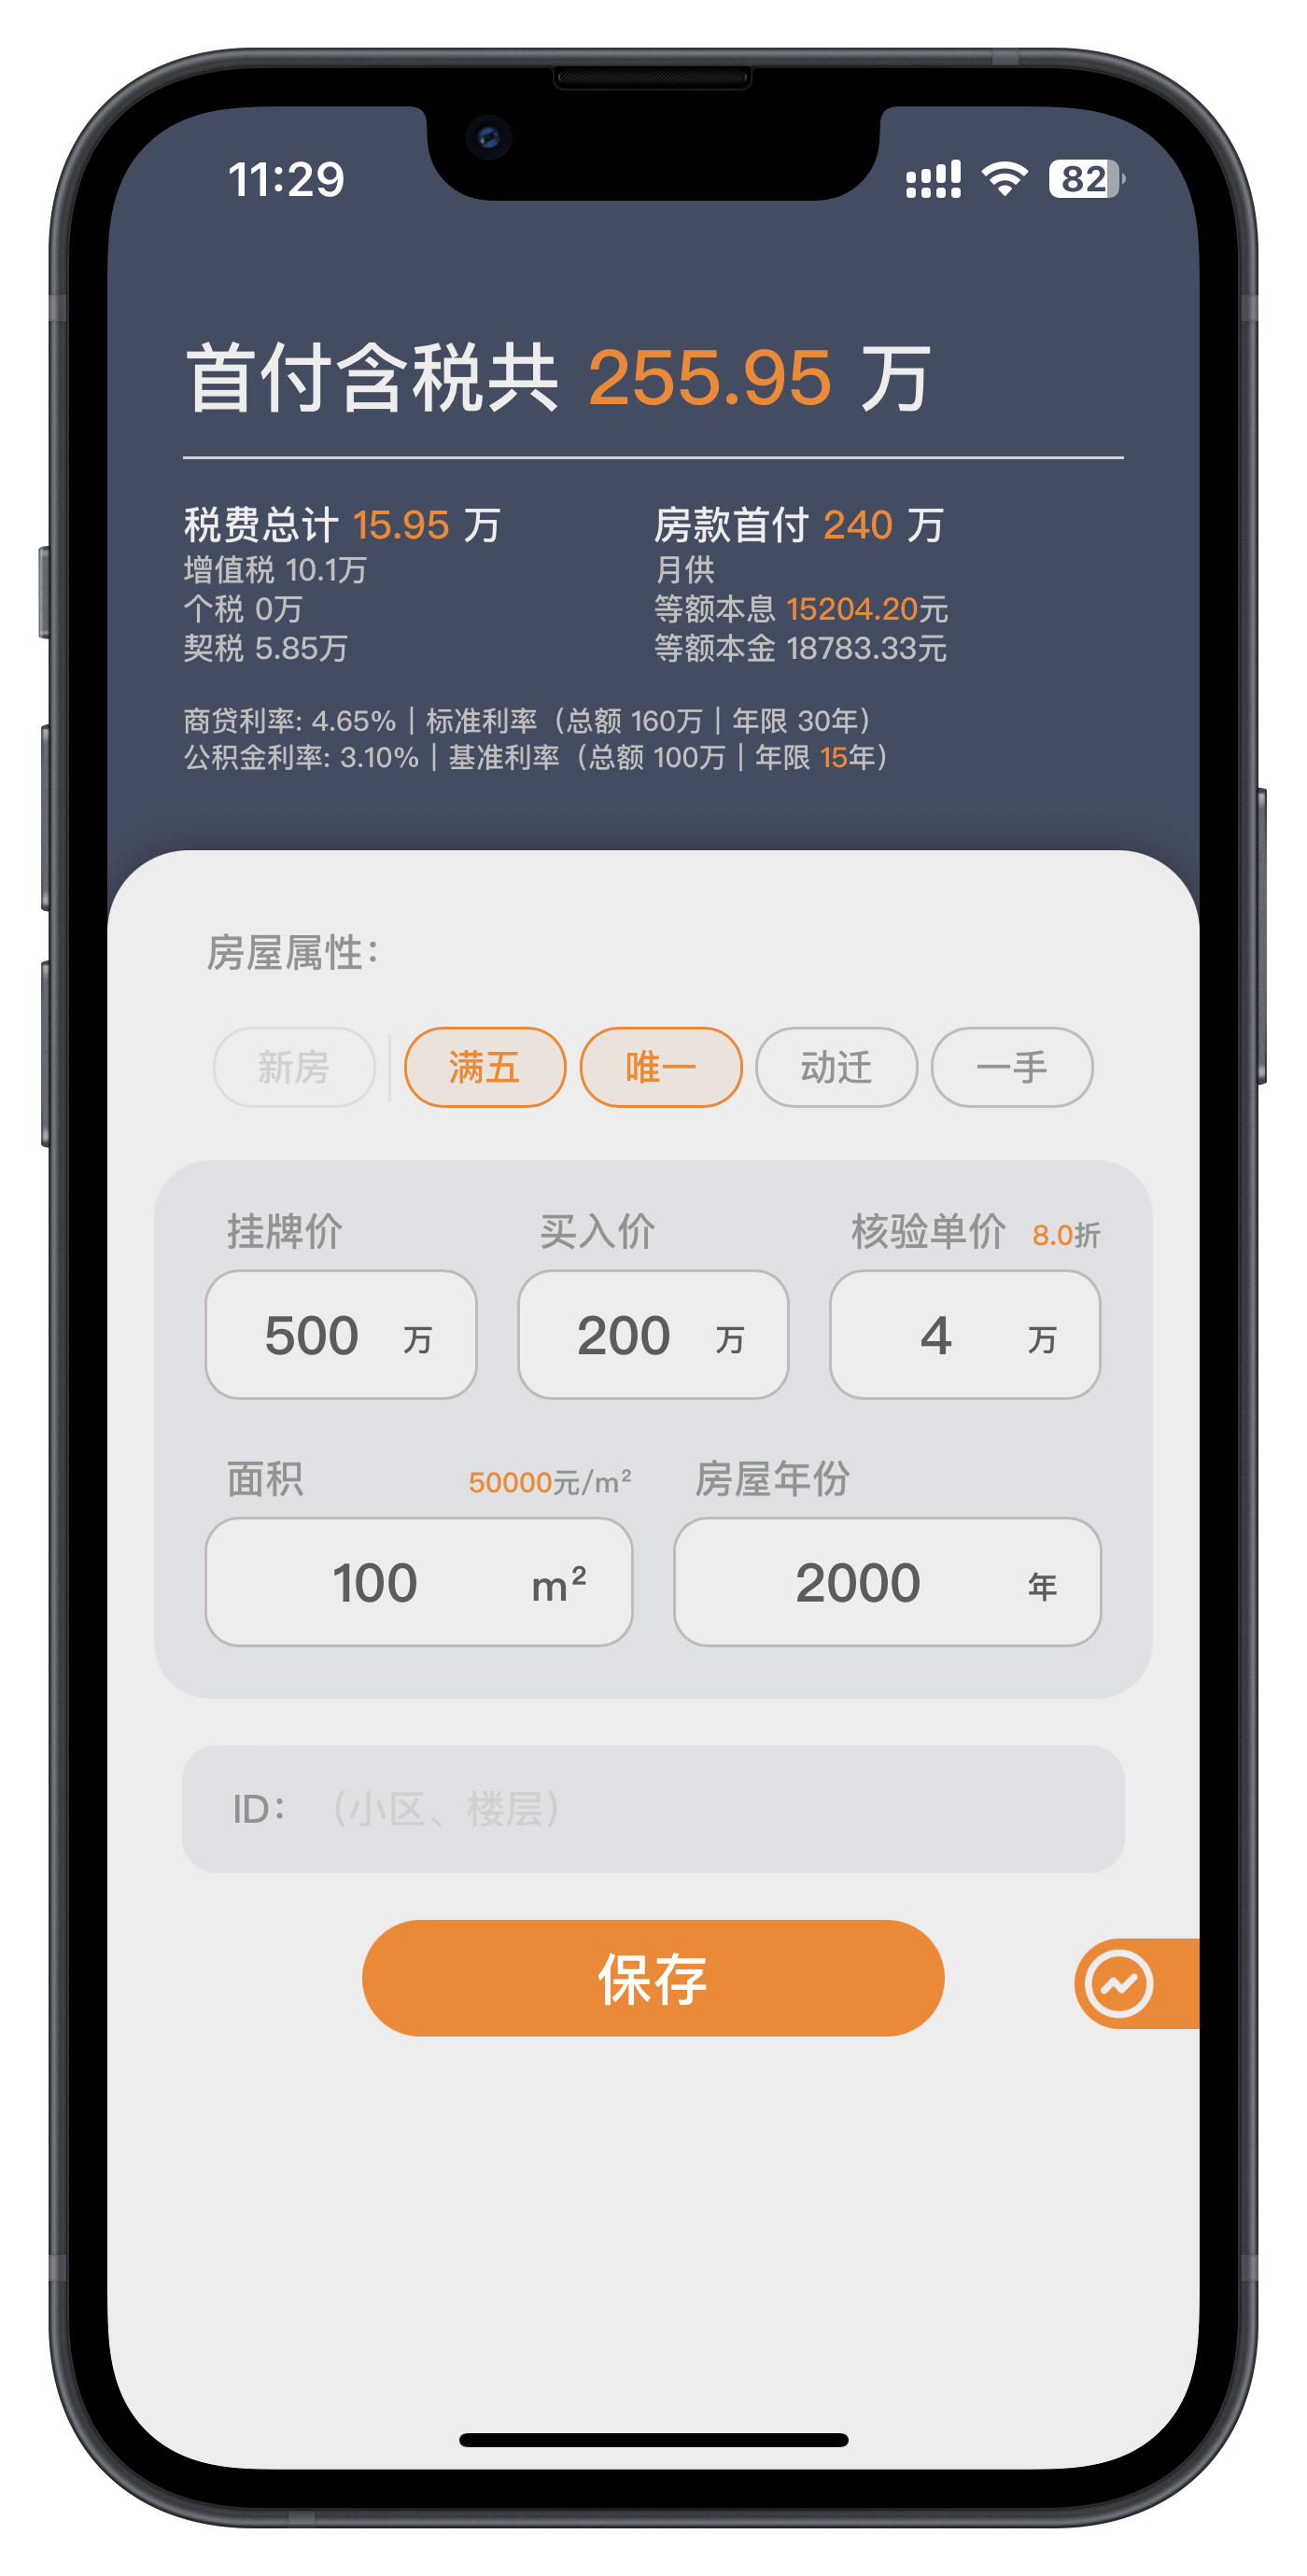 11:29 82
首付含税共 255.95 万
税费总计 15.95 万
增值税 10.1万
个税 0万
契税 5.85万
房款首付 240 万
月供
等额本息 15204.20元
等额本金 18783.33元
商贷利率: 4.65% | 标准利率（总额 160万 | 年限 30年）
公积金利率: 3.10% | 基准利率（总额 100万 | 年限 15年）
房屋属性：
新房 满五 唯一 动迁 一手
挂牌价 买入价 核验单价 8.0折
500 万 200 万 4 万
面积 50000元/m² 房屋年份
100 m² 2000 年
ID： （小区、楼层）
保存